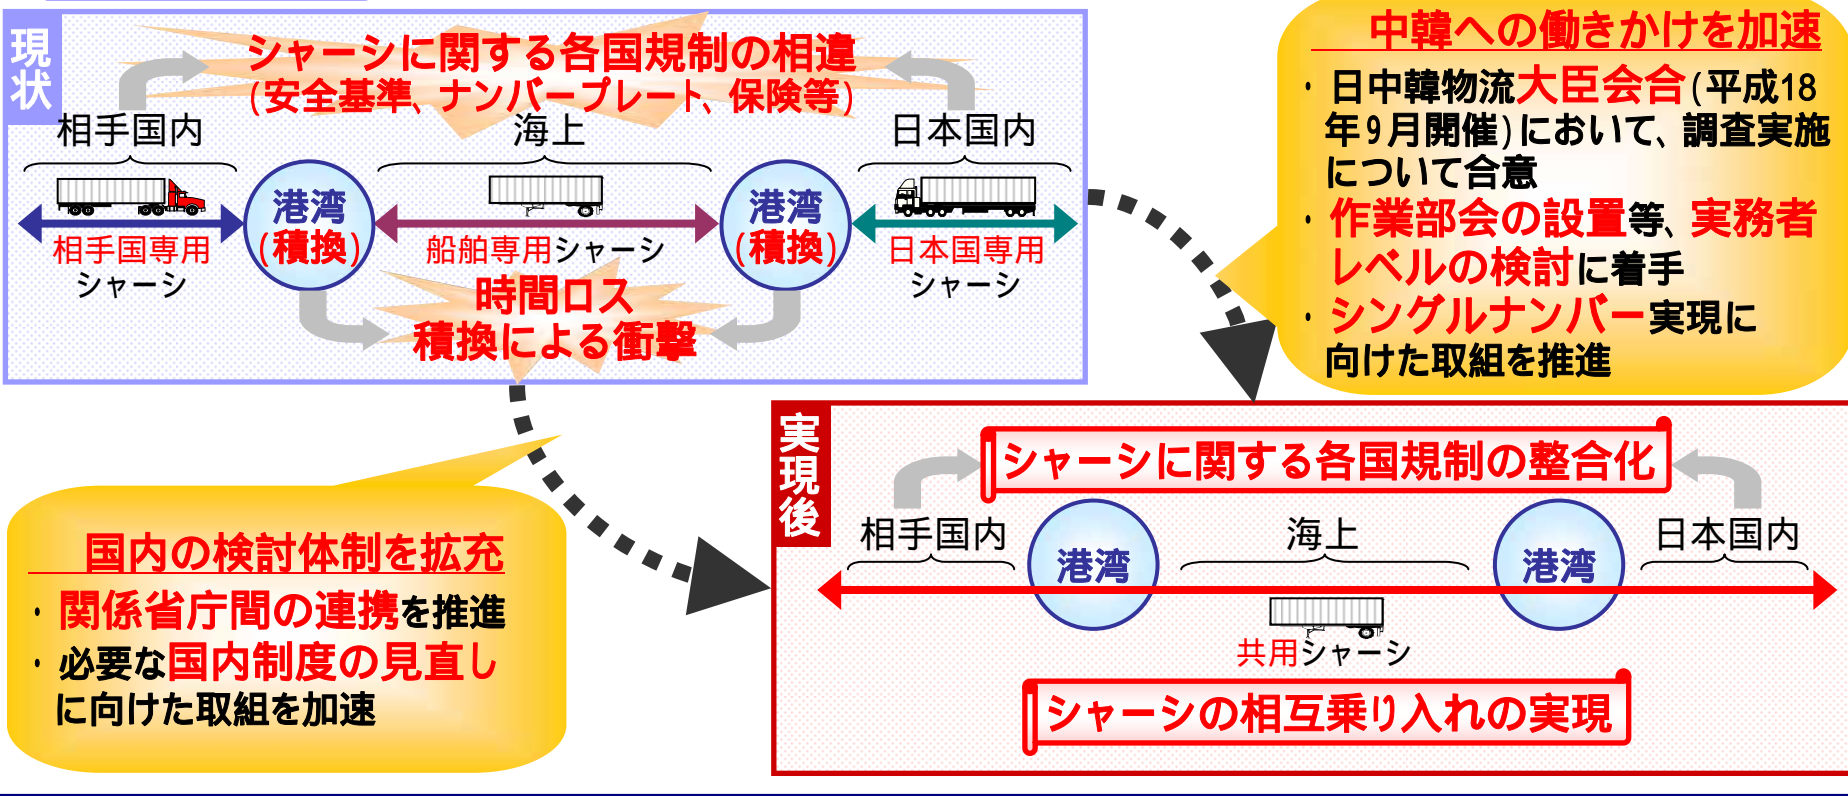 現状
シャーシに関する各国規制の相違
(安全基準、ナンバープレート、保険等)
相手国内
海上
日本国内
港湾
(積換)
港湾
(積換)
相手国専用
シャーシ
船舶専用シャーシ
日本国専用
シャーシ
時間ロス
積換による衝撃
中韓への働きかけを加速
・日中韓物流大臣会合(平成18
年9月開催)において、調査実施
について合意
・作業部会の設置等、実務者
レベルの検討に着手
・シングルナンバー実現に
向けた取組を推進
国内の検討体制を拡充
・関係省庁間の連携を推進
・必要な国内制度の見直し
に向けた取組を加速
実現後
シャーシに関する各国規制の整合化
相手国内
港湾
海上
港湾
日本国内
共用シャーシ
シャーシの相互乗り入れの実現